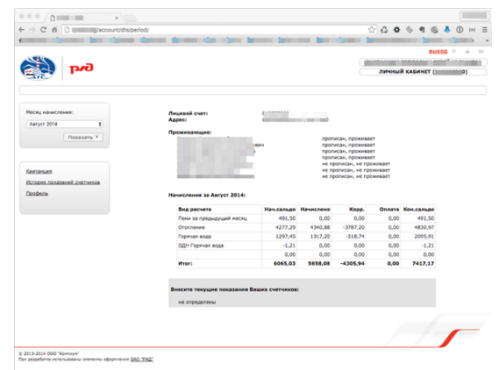 /account/ths/period/
Выход
ржд
ЛИЧНЫЙ КАБИНЕТ (
Месяц начисления:
Август 2014
Показать
Квитанция
История показаний счетчиков
Профиль
Лицевой счет:
Адрес:
Проживающие:
прописан, проживает
прописан, проживает
прописан, проживает
прописан, проживает
не прописан, не проживает
не прописан, не проживает
не прописан, не проживает
Начисления за Август 2014:
Вид расчета Нач.сальдо Начислено Корр. Оплата Кон.сальдо
Пени за предыдущий месяц 491,50 0,00 0,00 0,00 491,50
Отопление 4277,29 4340,88 -3787,20 0,00 4830,97
Горячая вода 1297,45 1317,20 -518,74 0,00 2095,91
ОДН Горячая вода -1,21 0,00 0,00 0,00 -1,21
0,00 0,00 0,00 0,00 0,00
Итог: 6065,03 5658,08 -4305,94 0,00 7417,17
Внесите текущие показания Ваших счетчиков:
не определены
© 2013-2014 ООО "Контрум"
При разработке использованы элементы оформления ОАО "РЖД"